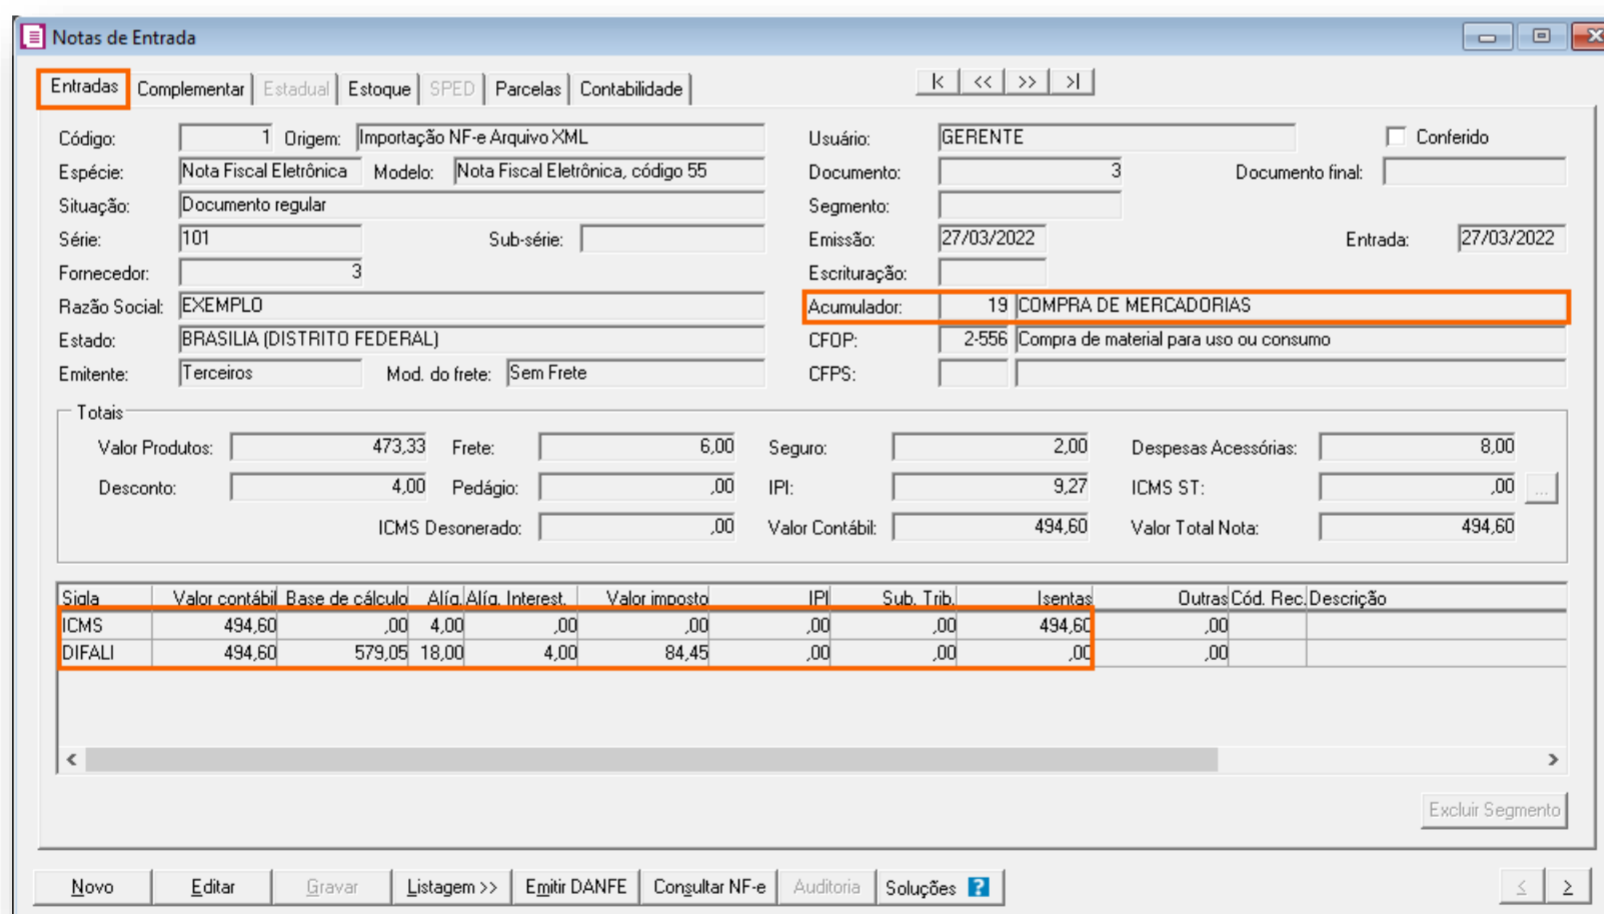 Notas de Entrada
Entradas Complementar Estadual Estoque SPED Parcelas Contabilidade |< << >> >|
Código: 1 Origem: Importação NF-e Arquivo XML Usuário: GERENTE Conferido
Espécie: Nota Fiscal Eletrônica Modelo: Nota Fiscal Eletrônica, código 55 Documento: 3 Documento final:
Situação: Documento regular Segmento:
Série: 101 Sub-série: Emissão: 27/03/2022 Entrada: 27/03/2022
Fornecedor: 3 Escrituração:
Razão Social: EXEMPLO Acumulador: 19 COMPRA DE MERCADORIAS
Estado: BRASILIA (DISTRITO FEDERAL) CFOP: 2-556 Compra de material para uso ou consumo
Emitente: Terceiros Mod. do frete: Sem Frete CFPS:
Totais
Valor Produtos: 473,33 Frete: 6,00 Seguro: 2,00 Despesas Acessórias: 8,00
Desconto: 4,00 Pedágio: ,00 IPI: 9,27 ICMS ST: ,00 ...
ICMS Desonerado: ,00 Valor Contábil: 494,60 Valor Total Nota: 494,60
Sigla Valor contábil Base de cálculo Alíq. Alíq. Interest. Valor imposto IPI Sub. Trib. Isentas Outras Cód. Rec. Descrição
ICMS 494,60 ,00 4,00 ,00 ,00 ,00 ,00 494,60 ,00
DIFALI 494,60 579,05 18,00 4,00 84,45 ,00 ,00 ,00 ,00
Excluir Segmento
Novo Editar Gravar Listagem >> Emitir DANFE Consultar NF-e Auditoria Soluções ? < >